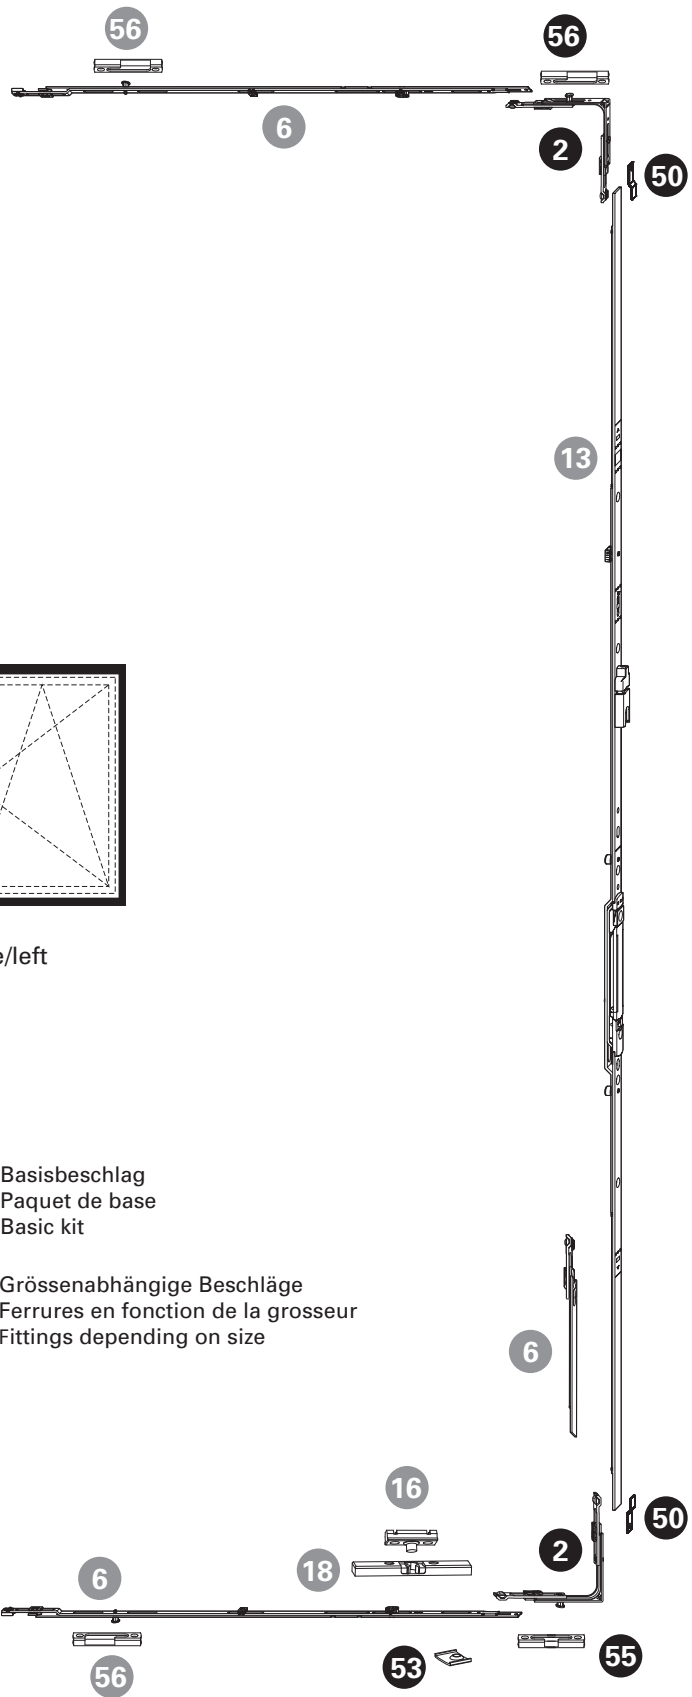 56
56
6
2
50
13
e/left
Basisbeschlag
Paquet de base
Basic kit
Grössenabhängige Beschläge
Ferrures en fonction de la grosseur
Fittings depending on size
6
16
50
2
18
6
55
53
56